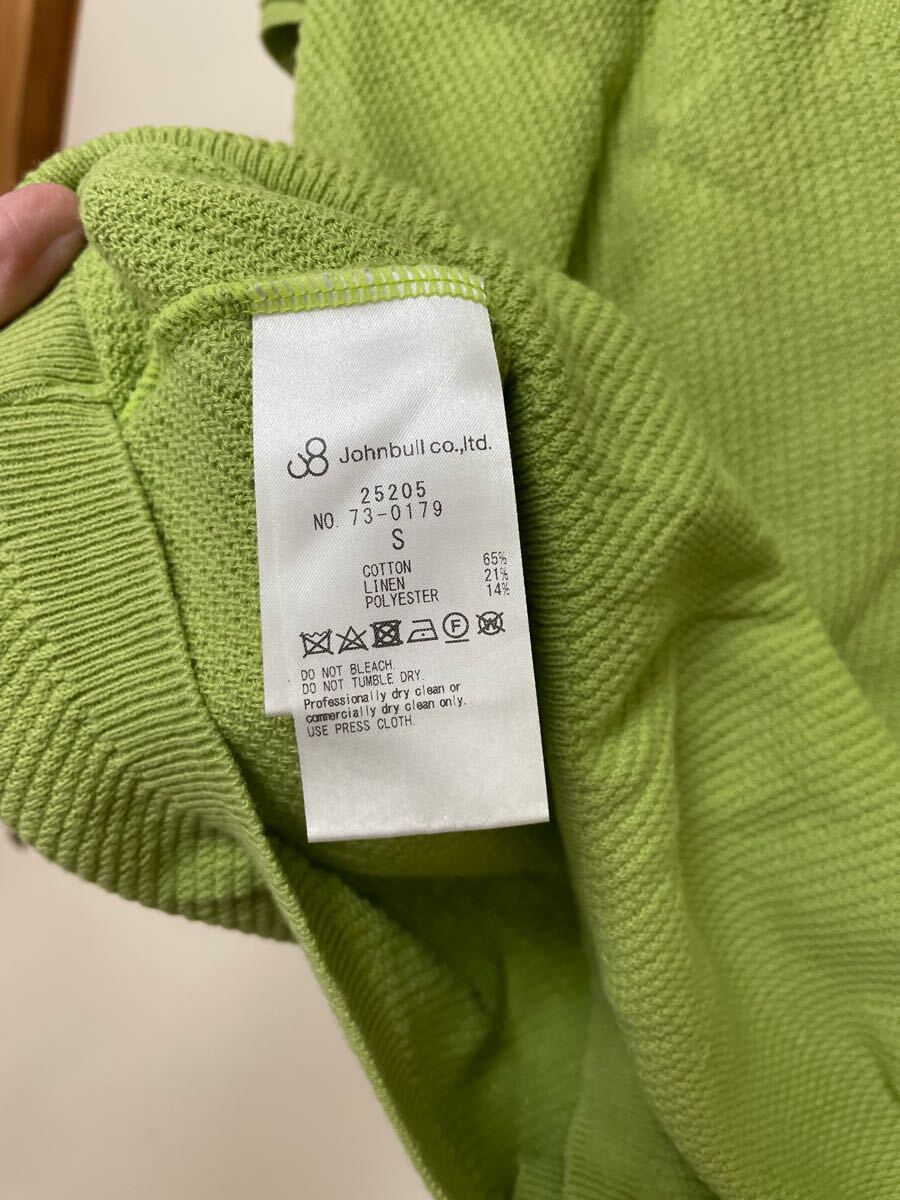 Johnbull co.,ltd.
25205
NO. 73-0179
S
COTTON 65%
LINEN 21%
POLYESTER 14%
F W
DO NOT BLEACH.
DO NOT TUMBLE DRY.
Professionally dry clean or
commercially dry clean only.
USE PRESS CLOTH.